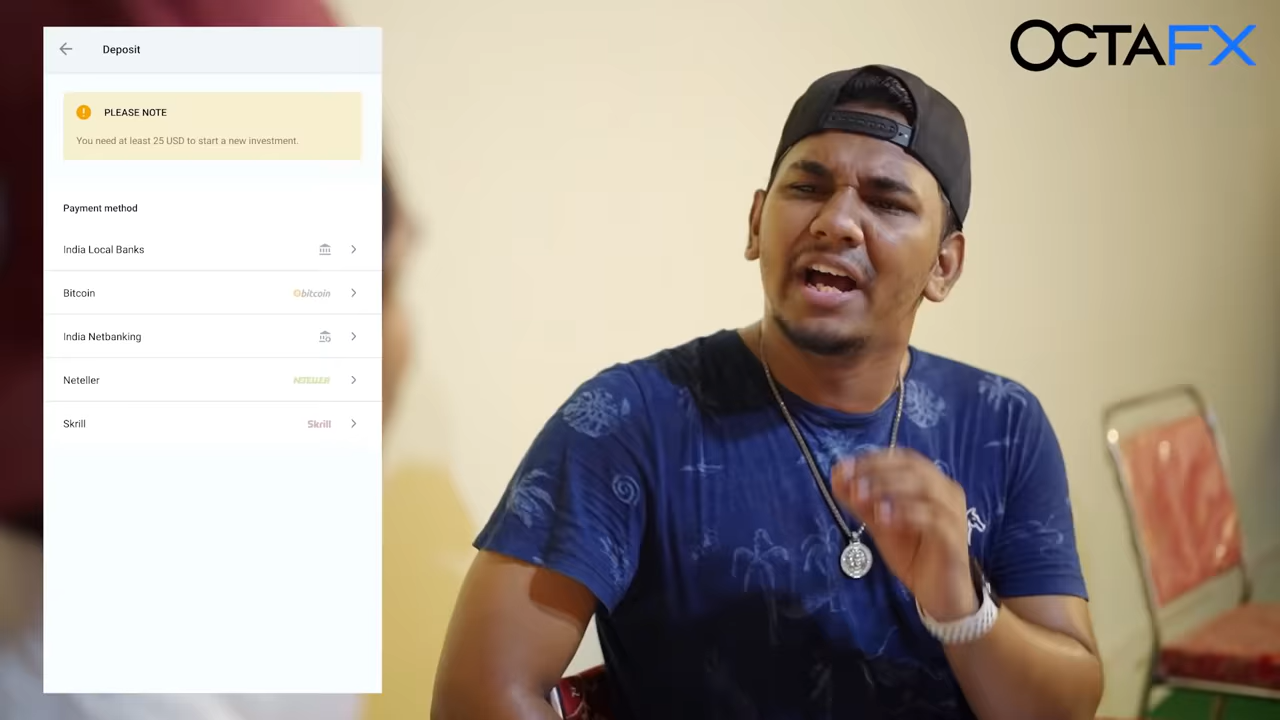 Deposit
PLEASE NOTE
You need at least 25 USD to start a new investment.
Payment method
India Local Banks
Bitcoin
bitcoin
India Netbanking
Neteller
NETELLER
Skrill
Skrill
OCTAFX